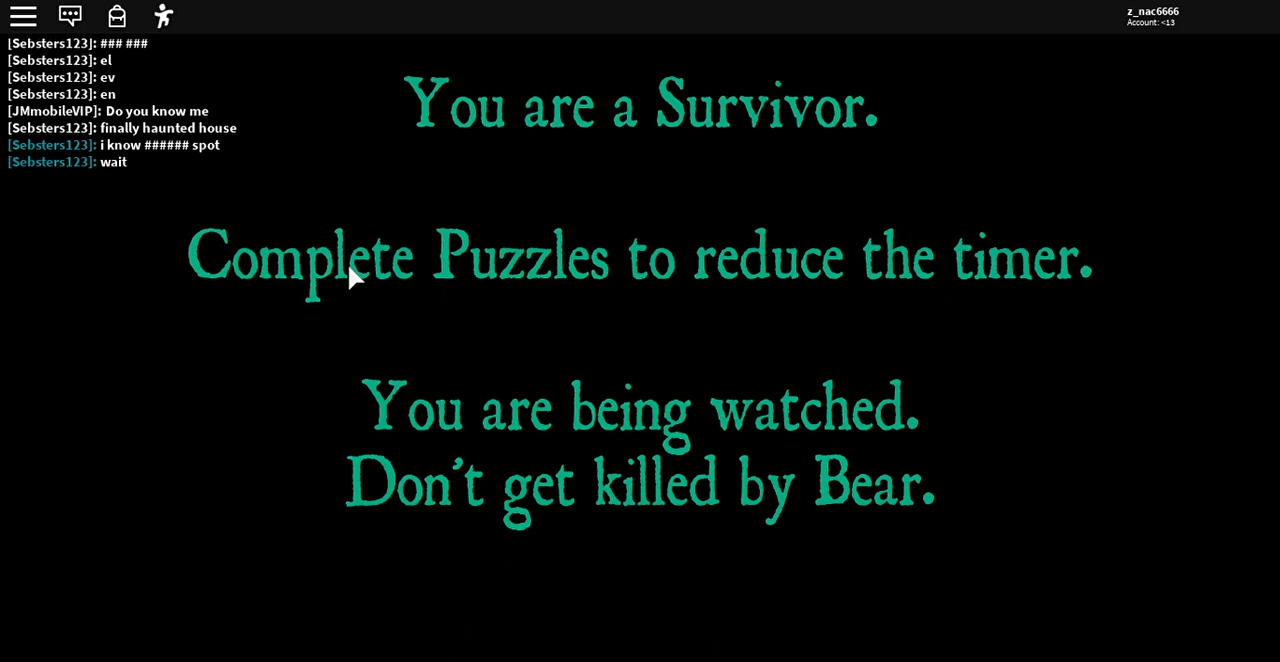 z_nac6666
Account: <13
[Sebsters123]: ### ###
[Sebsters123]: el
[Sebsters123]: ev
[Sebsters123]: en
[JMmobileVIP]: Do you know me
[Sebsters123]: finally haunted house
[Sebsters123]: i know ###### spot
[Sebsters123]: wait
You are a Survivor.
Complete Puzzles to reduce the timer.
You are being watched.
Don't get killed by Bear.